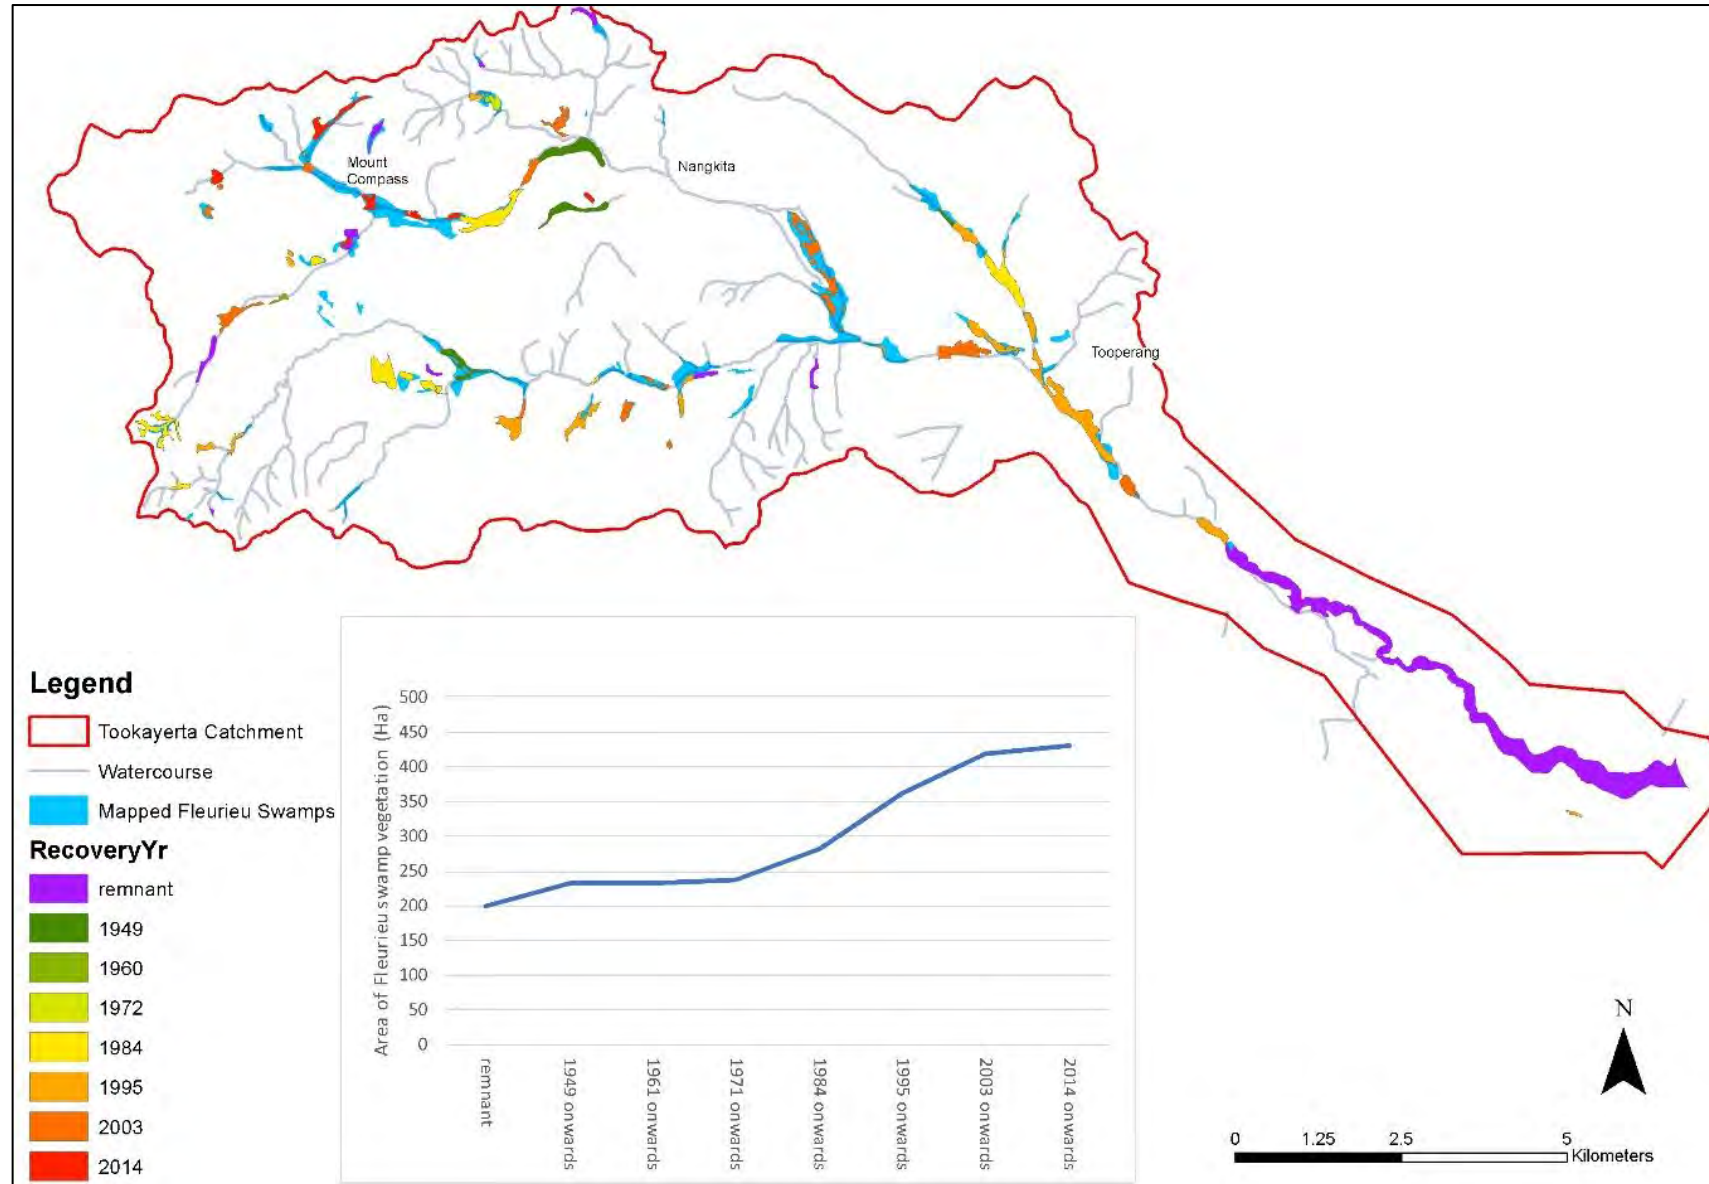 Mount
Compass
Nangkita
Tooperang
Legend
Tookayerta Catchment
Watercourse
Mapped Fleurieu Swamps
RecoveryYr
remnant
1949
1960
1972
1984
1995
2003
2014
Area of Fleurieu swamp vegetation (Ha)
500
450
400
350
300
250
200
150
100
50
0
remnant
1949 onwards
1961 onwards
1971 onwards
1984 onwards
1995 onwards
2003 onwards
2014 onwards
N
0 1.25 2.5 5
Kilometers